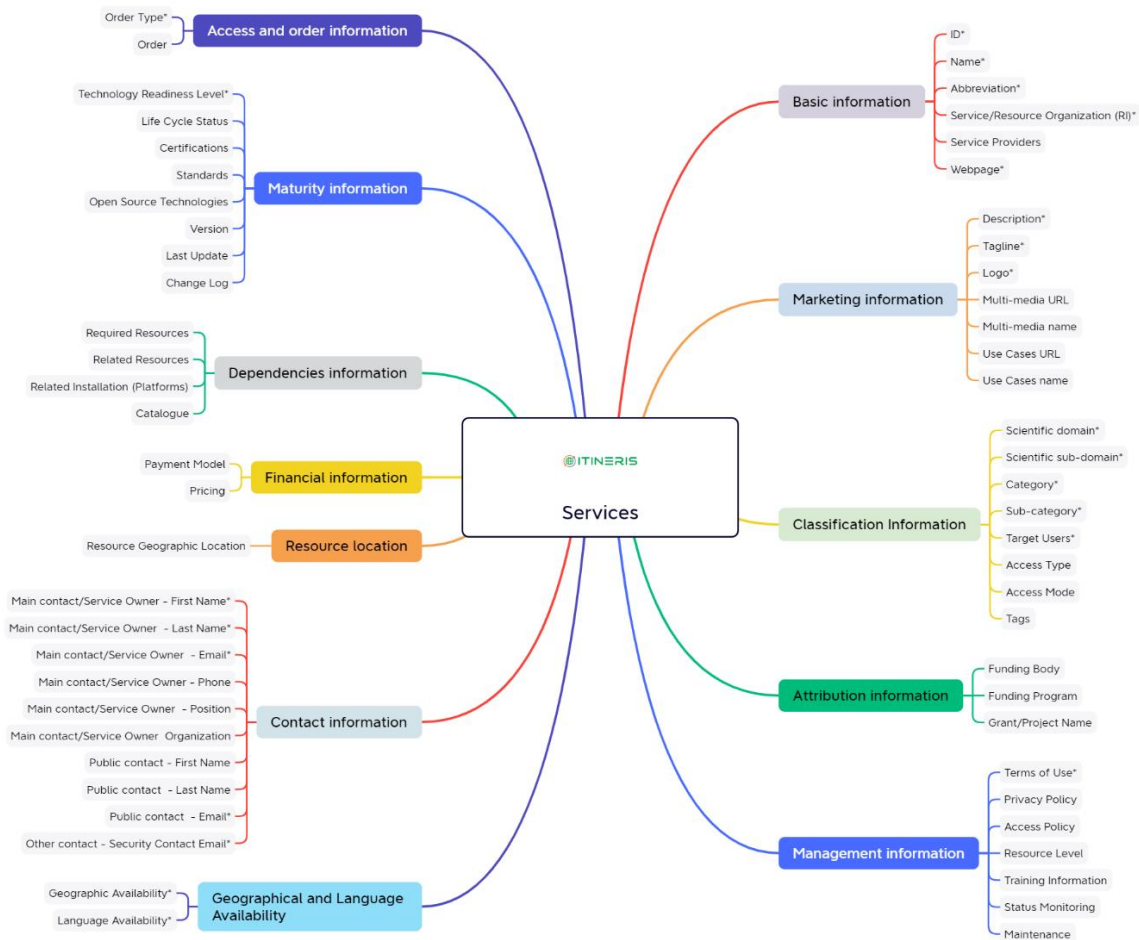 Order Type*
Order
Access and order information
Technology Readiness Level*
Life Cycle Status
Certifications
Standards
Open Source Technologies
Version
Last Update
Change Log
Maturity information
Required Resources
Related Resources
Related Installation (Platforms)
Catalogue
Dependencies information
Payment Model
Pricing
Financial information
Resource Geographic Location
Resource location
Main contact/Service Owner - First Name*
Main contact/Service Owner - Last Name*
Main contact/Service Owner - Email*
Main contact/Service Owner - Phone
Main contact/Service Owner - Position
Main contact/Service Owner Organization
Public contact - First Name
Public contact - Last Name
Public contact - Email*
Other contact - Security Contact Email*
Contact information
Geographic Availability*
Language Availability*
Geographical and Language
Availability
ITINERIS
Services
Basic information
ID*
Name*
Abbreviation*
Service/Resource Organization (RI)*
Service Providers
Webpage*
Marketing information
Description*
Tagline*
Logo*
Multi-media URL
Multi-media name
Use Cases URL
Use Cases name
Classification Information
Scientific domain*
Scientific sub-domain*
Category*
Sub-category*
Target Users*
Access Type
Access Mode
Tags
Attribution information
Funding Body
Funding Program
Grant/Project Name
Management information
Terms of Use*
Privacy Policy
Access Policy
Resource Level
Training Information
Status Monitoring
Maintenance